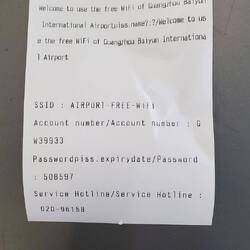 Welcome to use the free WiFi of Guangzhou Baiyun
International Airportpiss.name?:?/Welcome to us
e the free WiFi of Guangzhou Baiyun Internationa
l Airport
SSID : AIRPORT-FREE-WiFi
Account number/Account number : G
W39933
Passwordpiss.expirydate/Password
: 508597
Service Hotline/Service Hotline :
020-96158